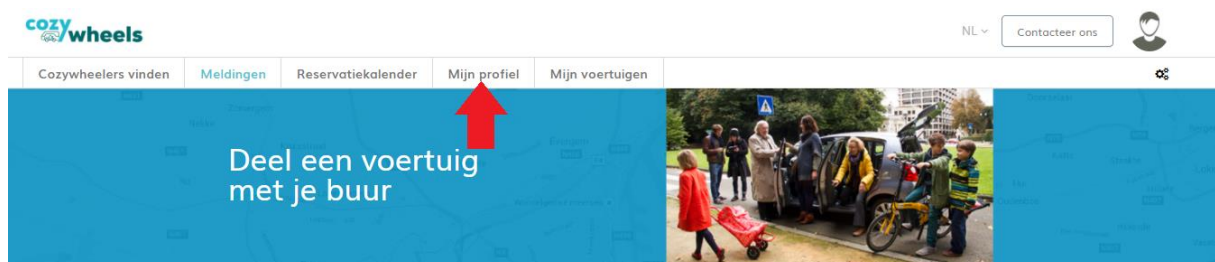 cozy
wheels
NL
Contacteer ons
Cozywheelers vinden
Meldingen
Reservatiekalender
Mijn profiel
Mijn voertuigen
Deel een voertuig
met je buur